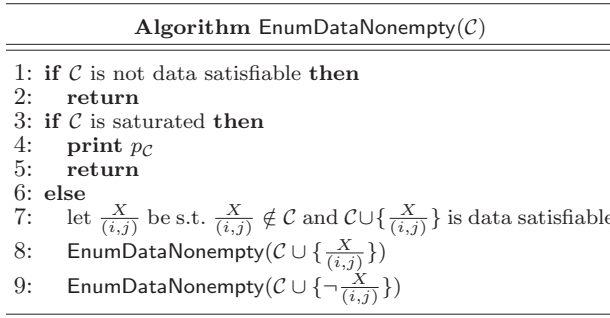 Algorithm EnumDataNonempty(𝒞)
1: if 𝒞 is not data satisfiable then
2: return
3: if 𝒞 is saturated then
4: print p_𝒞
5: return
6: else
7: let X/(i,j) be s.t. X/(i,j) ∉ 𝒞 and 𝒞∪{X/(i,j)} is data satisfiable
8: EnumDataNonempty(𝒞 ∪ {X/(i,j)})
9: EnumDataNonempty(𝒞 ∪ {¬X/(i,j)})